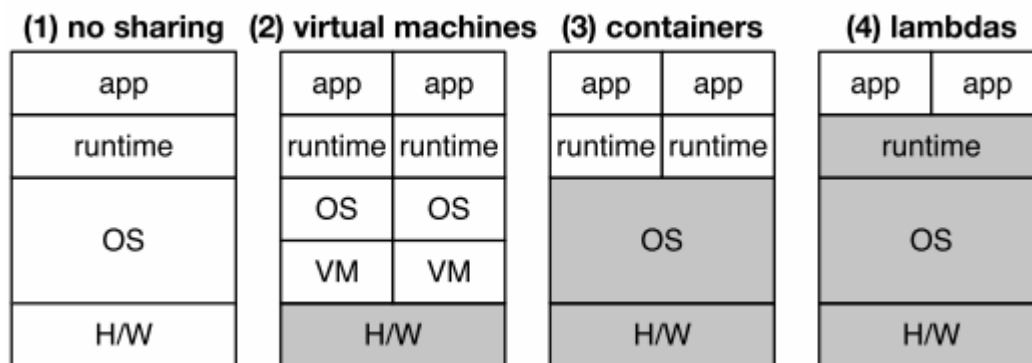 (1) no sharing
app
runtime
OS
H/W
(2) virtual machines
app app
runtime runtime
OS OS
VM VM
H/W
(3) containers
app app
runtime runtime
OS
H/W
(4) lambdas
app app
runtime
OS
H/W